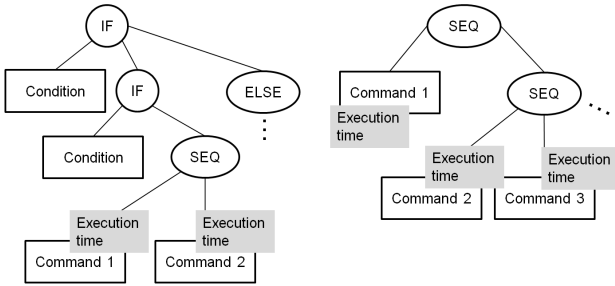 IF
Condition
IF
ELSE
Condition
SEQ
Execution
time
Command 1
Execution
time
Command 2
SEQ
Command 1
Execution
time
SEQ
Execution
time
Command 2
Execution
time
Command 3